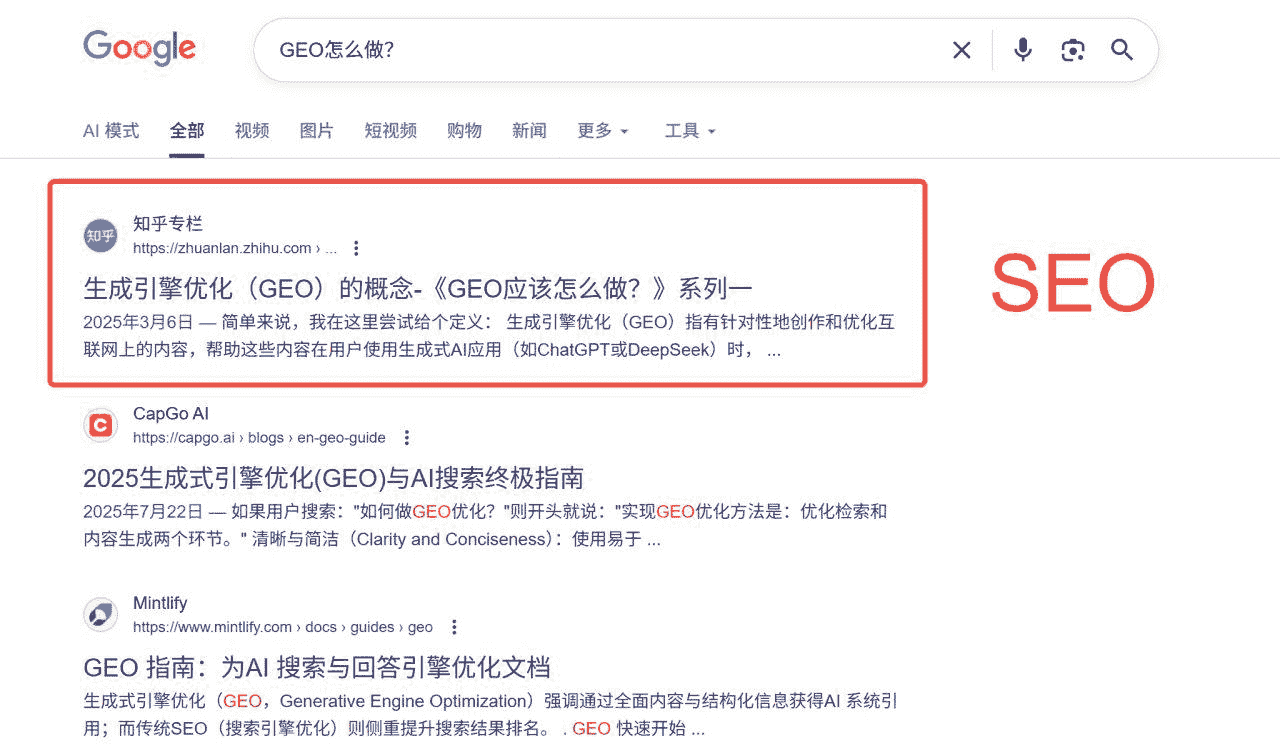 Google
GEO怎么做？
AI 模式
全部
视频
图片
短视频
购物
新闻
更多
工具
知乎
知乎专栏
https://zhuanlan.zhihu.com › ...
生成引擎优化（GEO）的概念-《GEO应该怎么做？》系列一
2025年3月6日 — 简单来说，我在这里尝试给个定义： 生成引擎优化（GEO）指有针对性地创作和优化互
联网上的内容，帮助这些内容在用户使用生成式AI应用（如ChatGPT或DeepSeek）时， ...
SEO
C
CapGo AI
https://capgo.ai › blogs › en-geo-guide
2025生成式引擎优化(GEO)与AI搜索终极指南
2025年7月22日 — 如果用户搜索："如何做GEO优化？"则开头就说："实现GEO优化方法是：优化检索和
内容生成两个环节。" 清晰与简洁（Clarity and Conciseness）：使用易于 ...
Mintlify
https://www.mintlify.com › docs › guides › geo
GEO 指南：为AI 搜索与回答引擎优化文档
生成式引擎优化（GEO，Generative Engine Optimization）强调通过全面内容与结构化信息获得AI 系统引
用；而传统SEO（搜索引擎优化）则侧重提升搜索结果排名。 . GEO 快速开始 ...